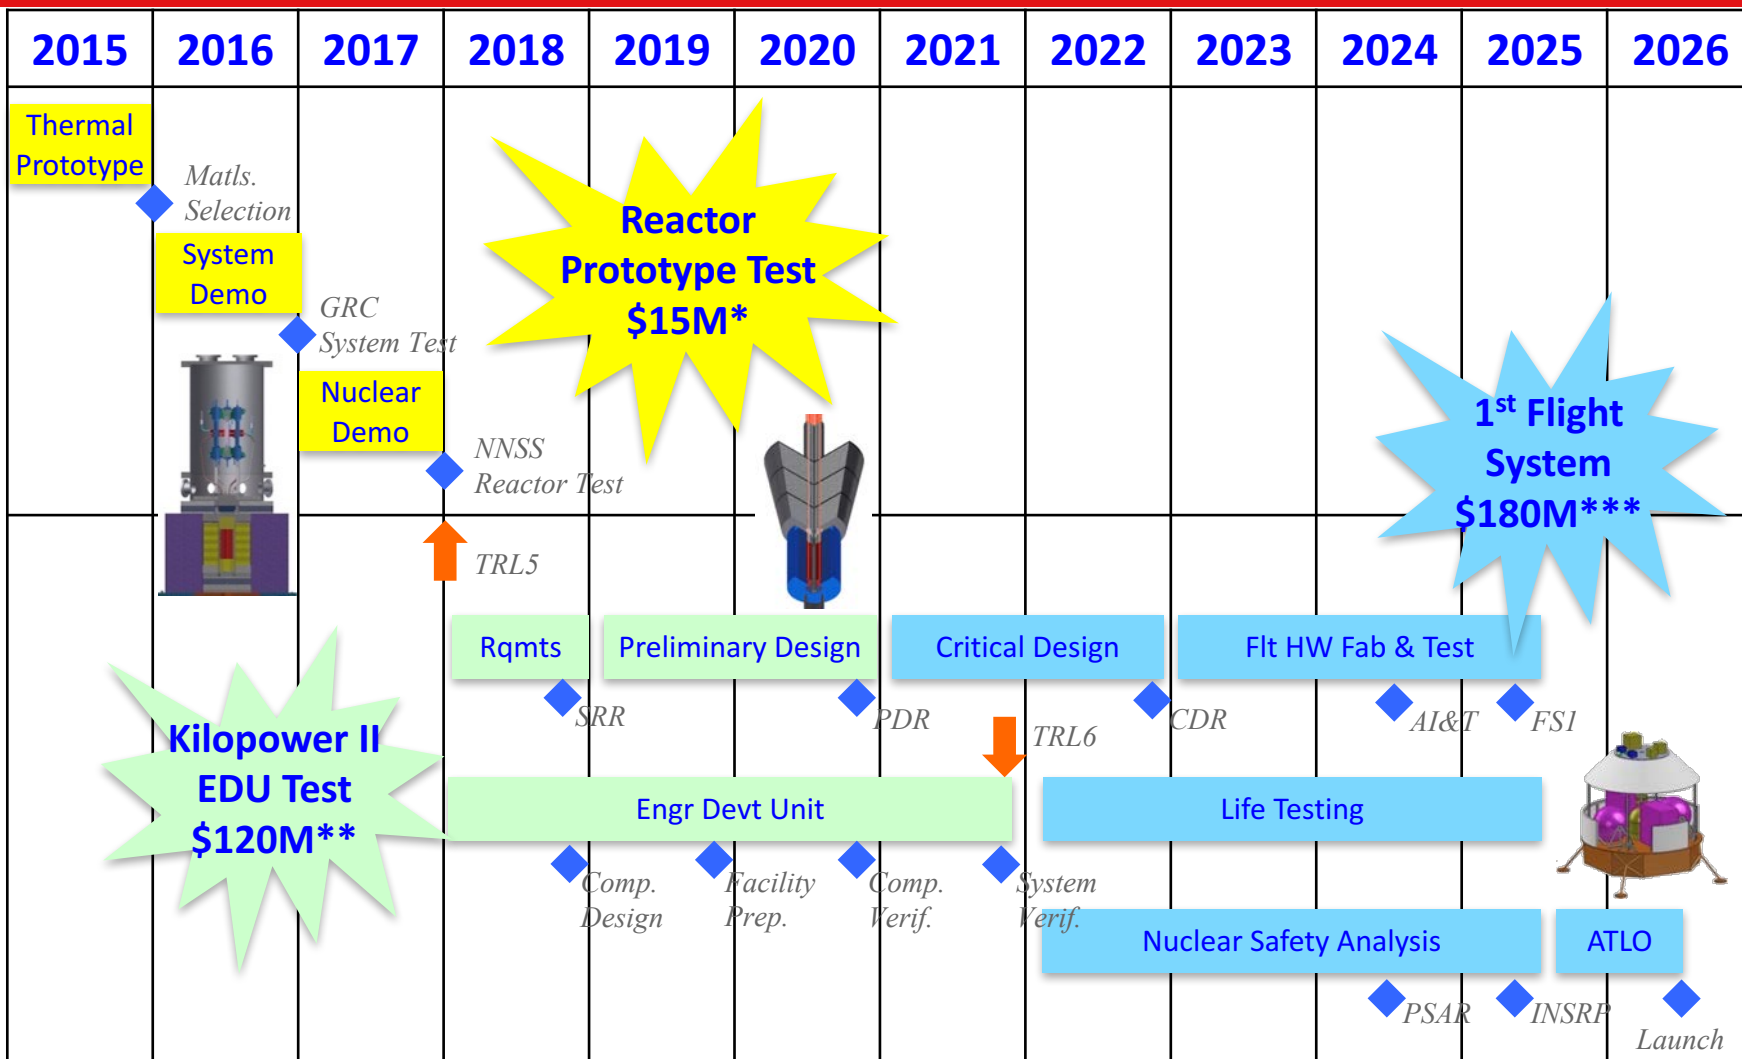 2015 2016 2017 2018 2019 2020 2021 2022 2023 2024 2025 2026
Thermal
Prototype
Matls.
Selection
System
Demo
GRC
System Test
Nuclear
Demo
NNSS
Reactor Test
TRL5
Reactor
Prototype Test
$15M*
1st Flight
System
$180M***
Kilopower II
EDU Test
$120M**
Rqmts
Preliminary Design
Critical Design
Flt HW Fab & Test
SRR
PDR
TRL6
CDR
AI&T
FS1
Engr Devt Unit
Life Testing
Comp.
Design
Facility
Prep.
Comp.
Verif.
System
Verif.
Nuclear Safety Analysis
ATLO
PSAR
INSRP
Launch